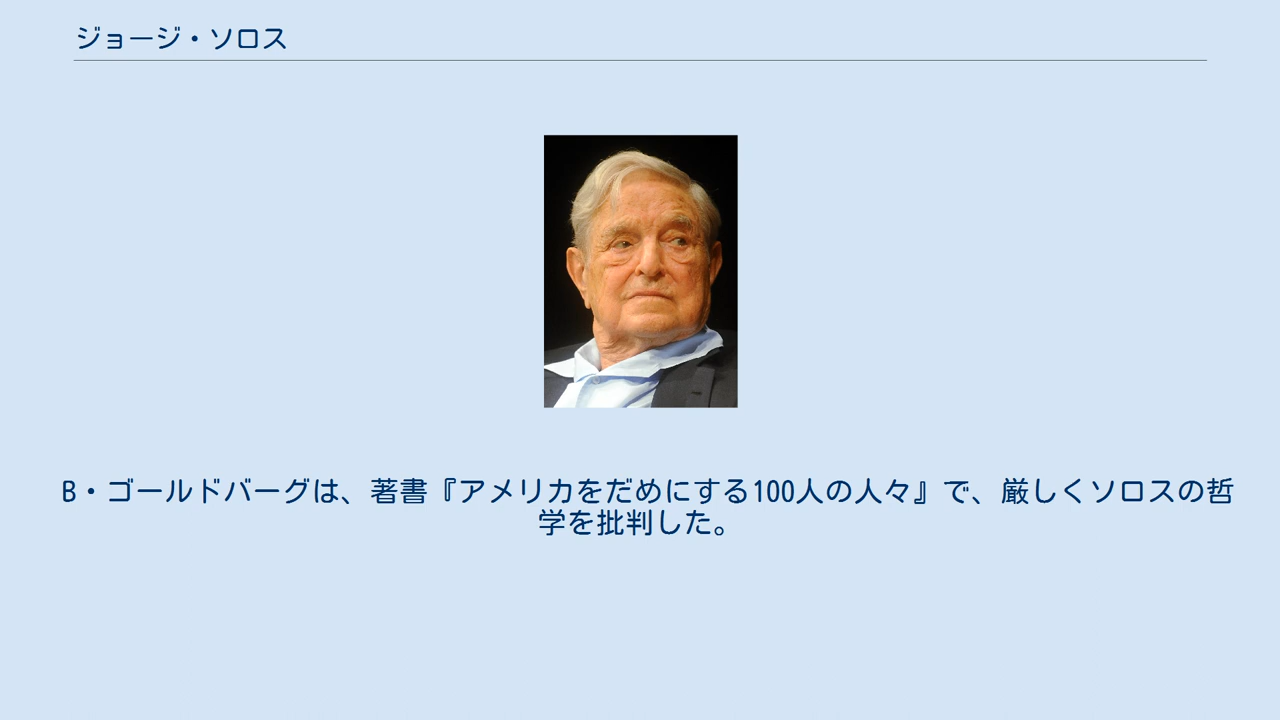 ジョージ・ソロス
B・ゴールドバーグは、著書『アメリカをだめにする100人の人々』で、厳しくソロスの哲
学を批判した。